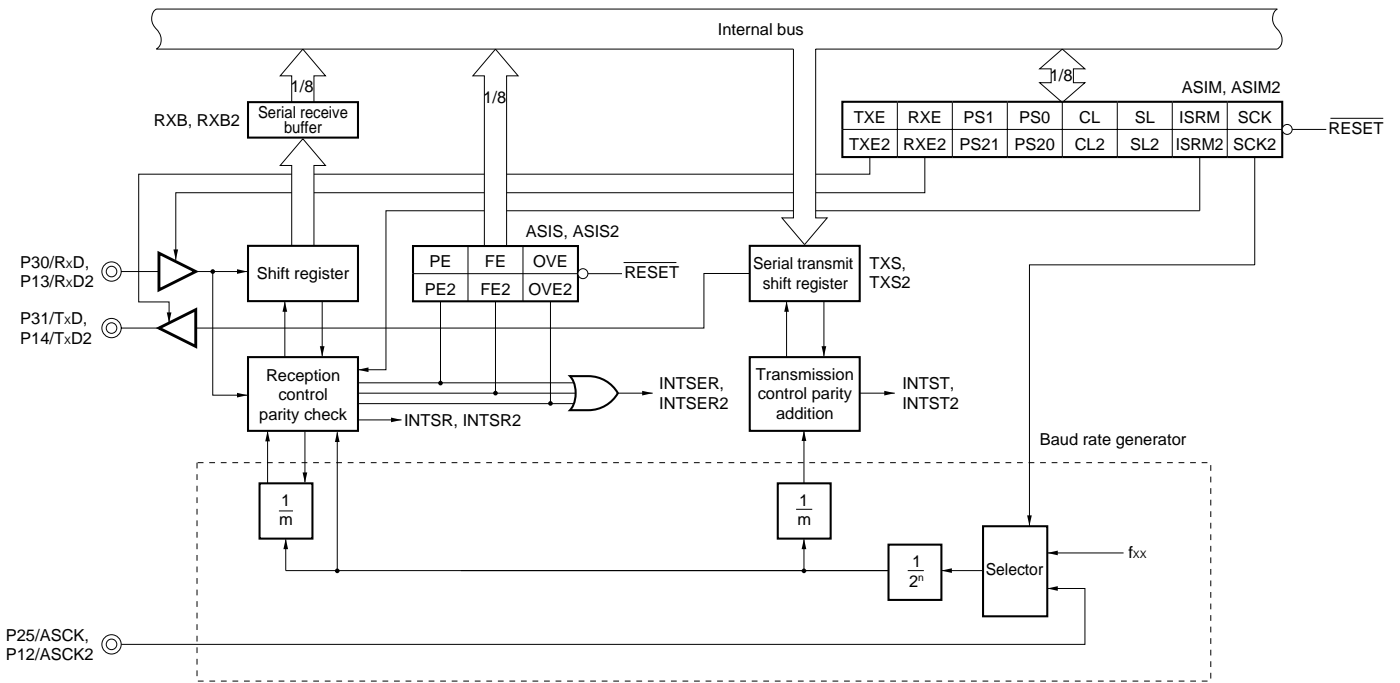 Internal bus
1/8
1/8
1/8
ASIM, ASIM2
RXB, RXB2
Serial receive
buffer
TXE RXE PS1 PS0 CL SL ISRM SCK
TXE2 RXE2 PS21 PS20 CL2 SL2 ISRM2 SCK2
RESET
ASIS, ASIS2
P30/RxD,
P13/RxD2
Shift register
PE FE OVE
PE2 FE2 OVE2
RESET
Serial transmit
shift register
TXS,
TXS2
P31/TxD,
P14/TxD2
Reception
control
parity check
INTSER,
INTSER2
INTSR, INTSR2
Transmission
control parity
addition
INTST,
INTST2
Baud rate generator
1
m
1
m
1
2ⁿ
Selector
fxx
P25/ASCK,
P12/ASCK2